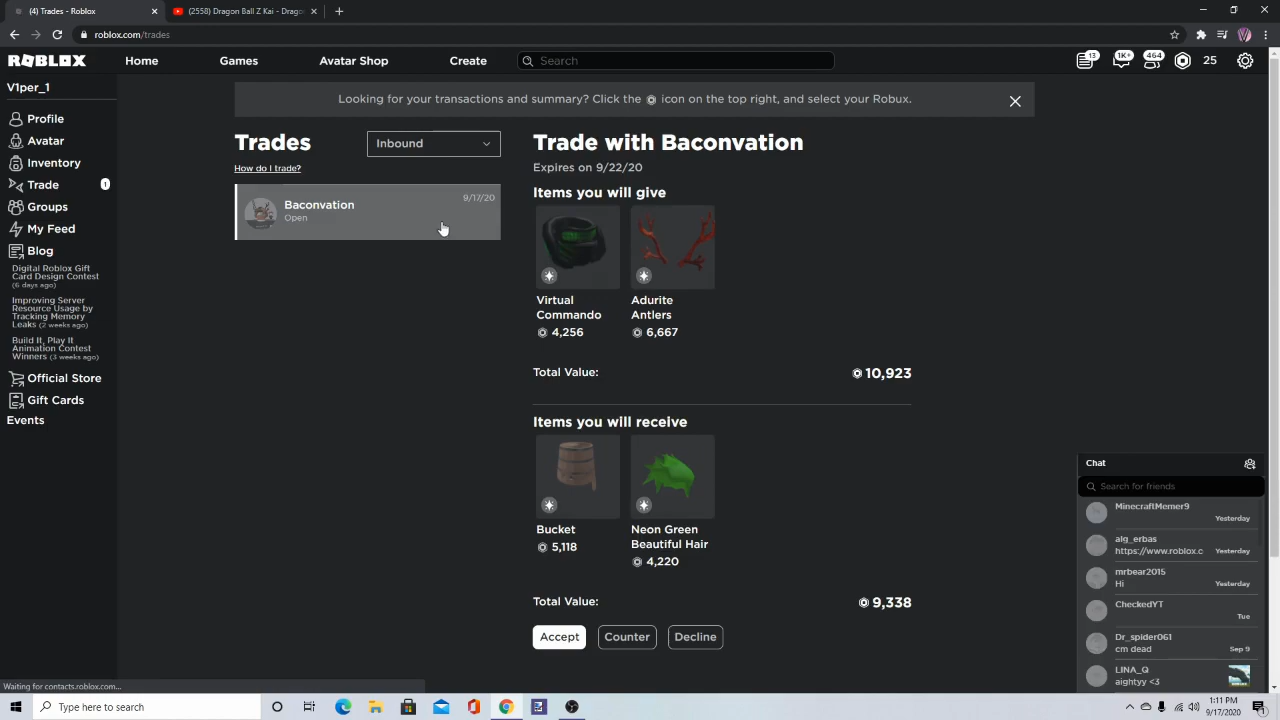 (4) Trades - Roblox
(2558) Dragon Ball Z Kai - Drago
roblox.com/trades
ROBLOX
Home
Games
Avatar Shop
Create
Search
13
1K+
464
25
V1per_1
Looking for your transactions and summary? Click the icon on the top right, and select your Robux.
Profile
Avatar
Inventory
Trade
1
Groups
My Feed
Blog
Digital Roblox Gift
Card Design Contest
(6 days ago)
Improving Server
Resource Usage by
Tracking Memory
Leaks (2 weeks ago)
Build It, Play It
Animation Contest
Winners (3 weeks ago)
Official Store
Gift Cards
Events
Trades
Inbound
How do I trade?
Baconvation
9/17/20
Open
Trade with Baconvation
Expires on 9/22/20
Items you will give
Virtual
Commando
4,256
Adurite
Antlers
6,667
Total Value:
10,923
Items you will receive
Bucket
5,118
Neon Green
Beautiful Hair
4,220
Total Value:
9,338
Accept
Counter
Decline
Chat
Search for friends
MinecraftMemer9
Yesterday
alg_erbas
https://www.roblox.c
Yesterday
mrbear2015
Hi
Yesterday
CheckedYT
Tue
Dr_spider061
cm dead
Sep 9
LINA_Q
aightyy <3
Waiting for contacts.roblox.com...
Type here to search
1:11 PM
9/17/2020
1